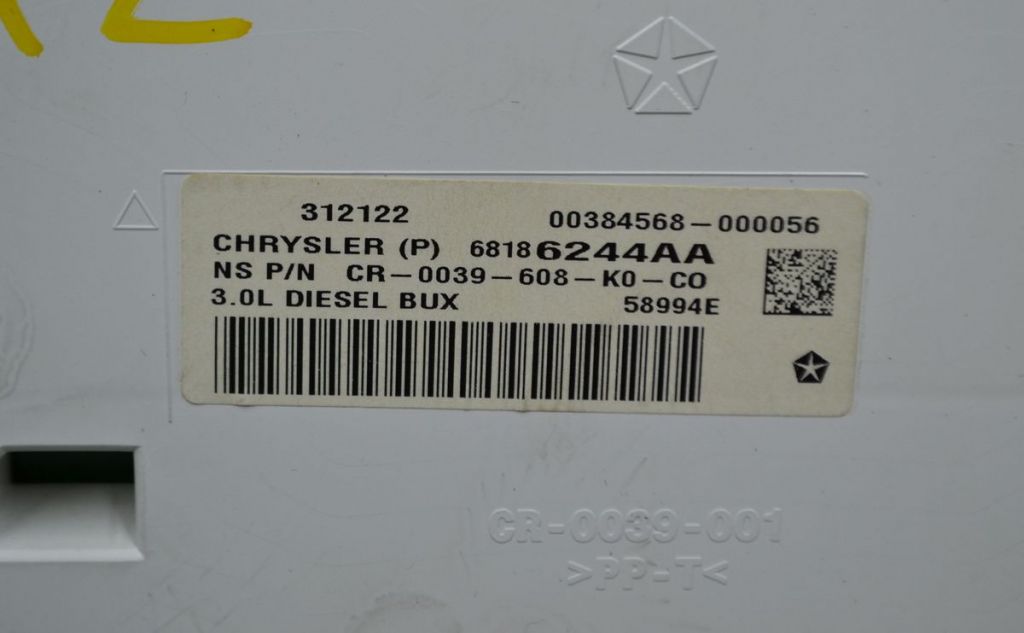 312122
00384568-000056
CHRYSLER (P) 68186244AA
NS P/N CR-0039-608-K0-CO
3.0L DIESEL BUX 58994E
CR-0039-001
>PP-T<